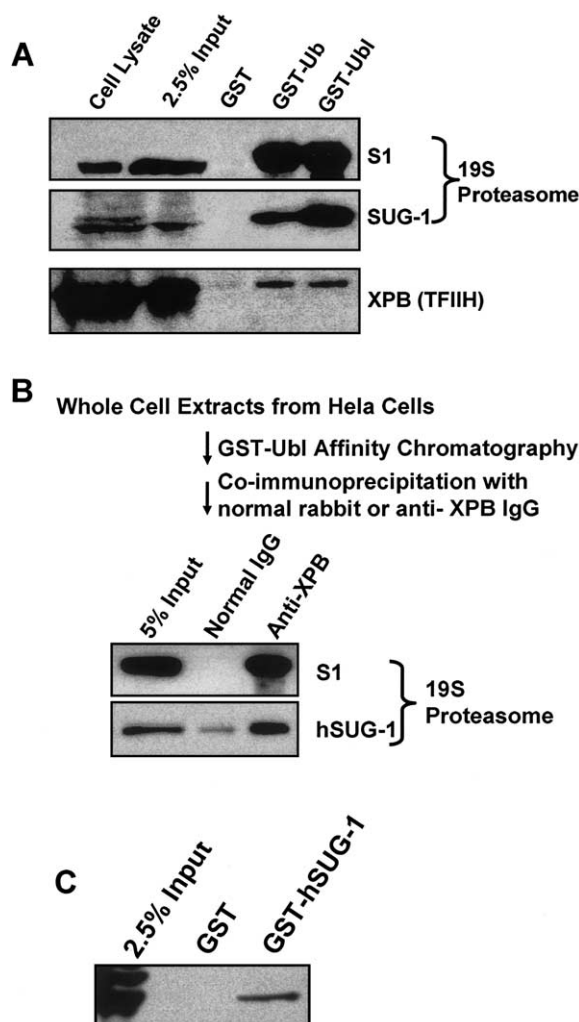 A
Cell Lysate
2.5% Input
GST
GST-Ub
GST-Ubl
S1
SUG-1
19S
Proteasome
XPB (TFIIH)
B
Whole Cell Extracts from Hela Cells
GST-Ubl Affinity Chromatography
Co-immunoprecipitation with
normal rabbit or anti- XPB IgG
5% Input
Normal IgG
Anti-XPB
S1
hSUG-1
19S
Proteasome
C
2.5% Input
GST
GST-hSUG-1